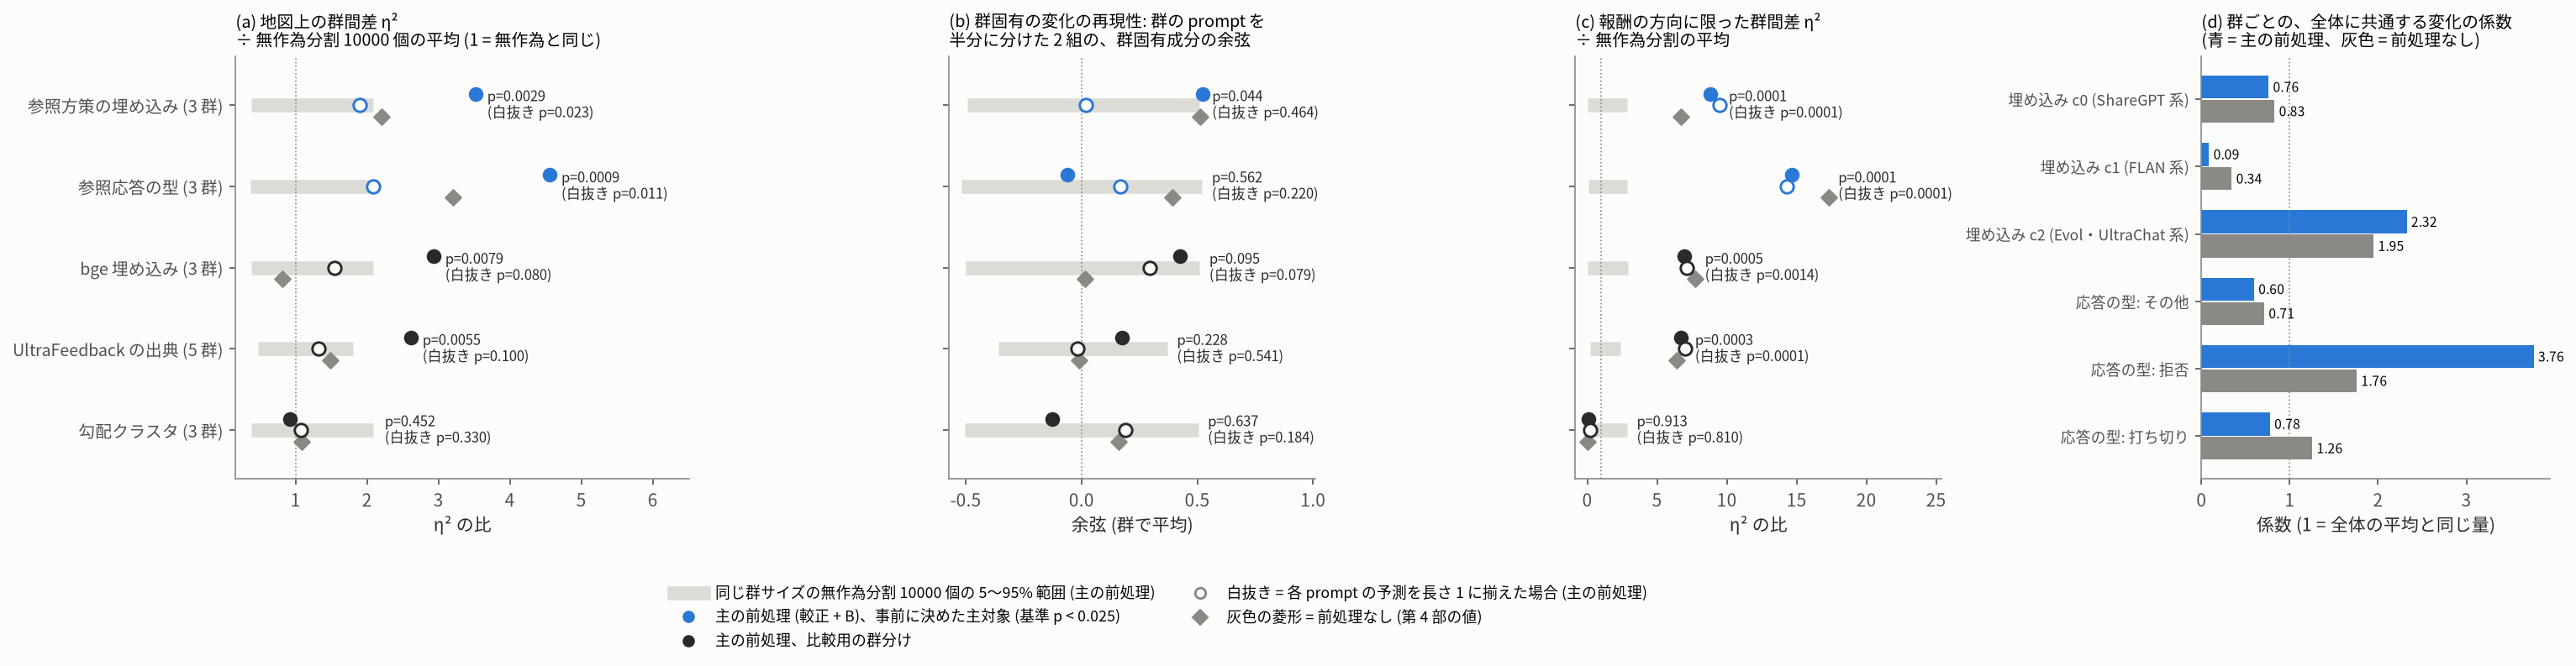 (a) 地図上の群間差 η²
÷ 無作為分割 10000 個の平均 (1 = 無作為と同じ)
参照方策の埋め込み (3 群)
参照応答の型 (3 群)
bge 埋め込み (3 群)
UltraFeedback の出典 (5 群)
勾配クラスタ (3 群)
p=0.0029
(白抜き p=0.023)
p=0.0009
(白抜き p=0.011)
p=0.0079
(白抜き p=0.080)
p=0.0055
(白抜き p=0.100)
p=0.452
(白抜き p=0.330)
1 2 3 4 5 6
η² の比
(b) 群固有の変化の再現性: 群の prompt を
半分に分けた 2 組の、群固有成分の余弦
p=0.044
(白抜き p=0.464)
p=0.562
(白抜き p=0.220)
p=0.095
(白抜き p=0.079)
p=0.228
(白抜き p=0.541)
p=0.637
(白抜き p=0.184)
-0.5 0.0 0.5 1.0
余弦 (群で平均)
(c) 報酬の方向に限った群間差 η²
÷ 無作為分割の平均
p=0.0001
(白抜き p=0.0001)
p=0.0001
(白抜き p=0.0001)
p=0.0005
(白抜き p=0.0014)
p=0.0003
(白抜き p=0.0001)
p=0.913
(白抜き p=0.810)
0 5 10 15 20 25
η² の比
(d) 群ごとの、全体に共通する変化の係数
(青 = 主の前処理、灰色 = 前処理なし)
埋め込み c0 (ShareGPT 系)
埋め込み c1 (FLAN 系)
埋め込み c2 (Evol・UltraChat 系)
応答の型: その他
応答の型: 拒否
応答の型: 打ち切り
0.76
0.83
0.09
0.34
2.32
1.95
0.60
0.71
3.76
1.76
0.78
1.26
0 1 2 3
係数 (1 = 全体の平均と同じ量)
同じ群サイズの無作為分割 10000 個の 5〜95% 範囲 (主の前処理)
主の前処理 (較正 + B)、事前に決めた主対象 (基準 p < 0.025)
主の前処理、比較用の群分け
白抜き = 各 prompt の予測を長さ 1 に揃えた場合 (主の前処理)
灰色の菱形 = 前処理なし (第 4 部の値)